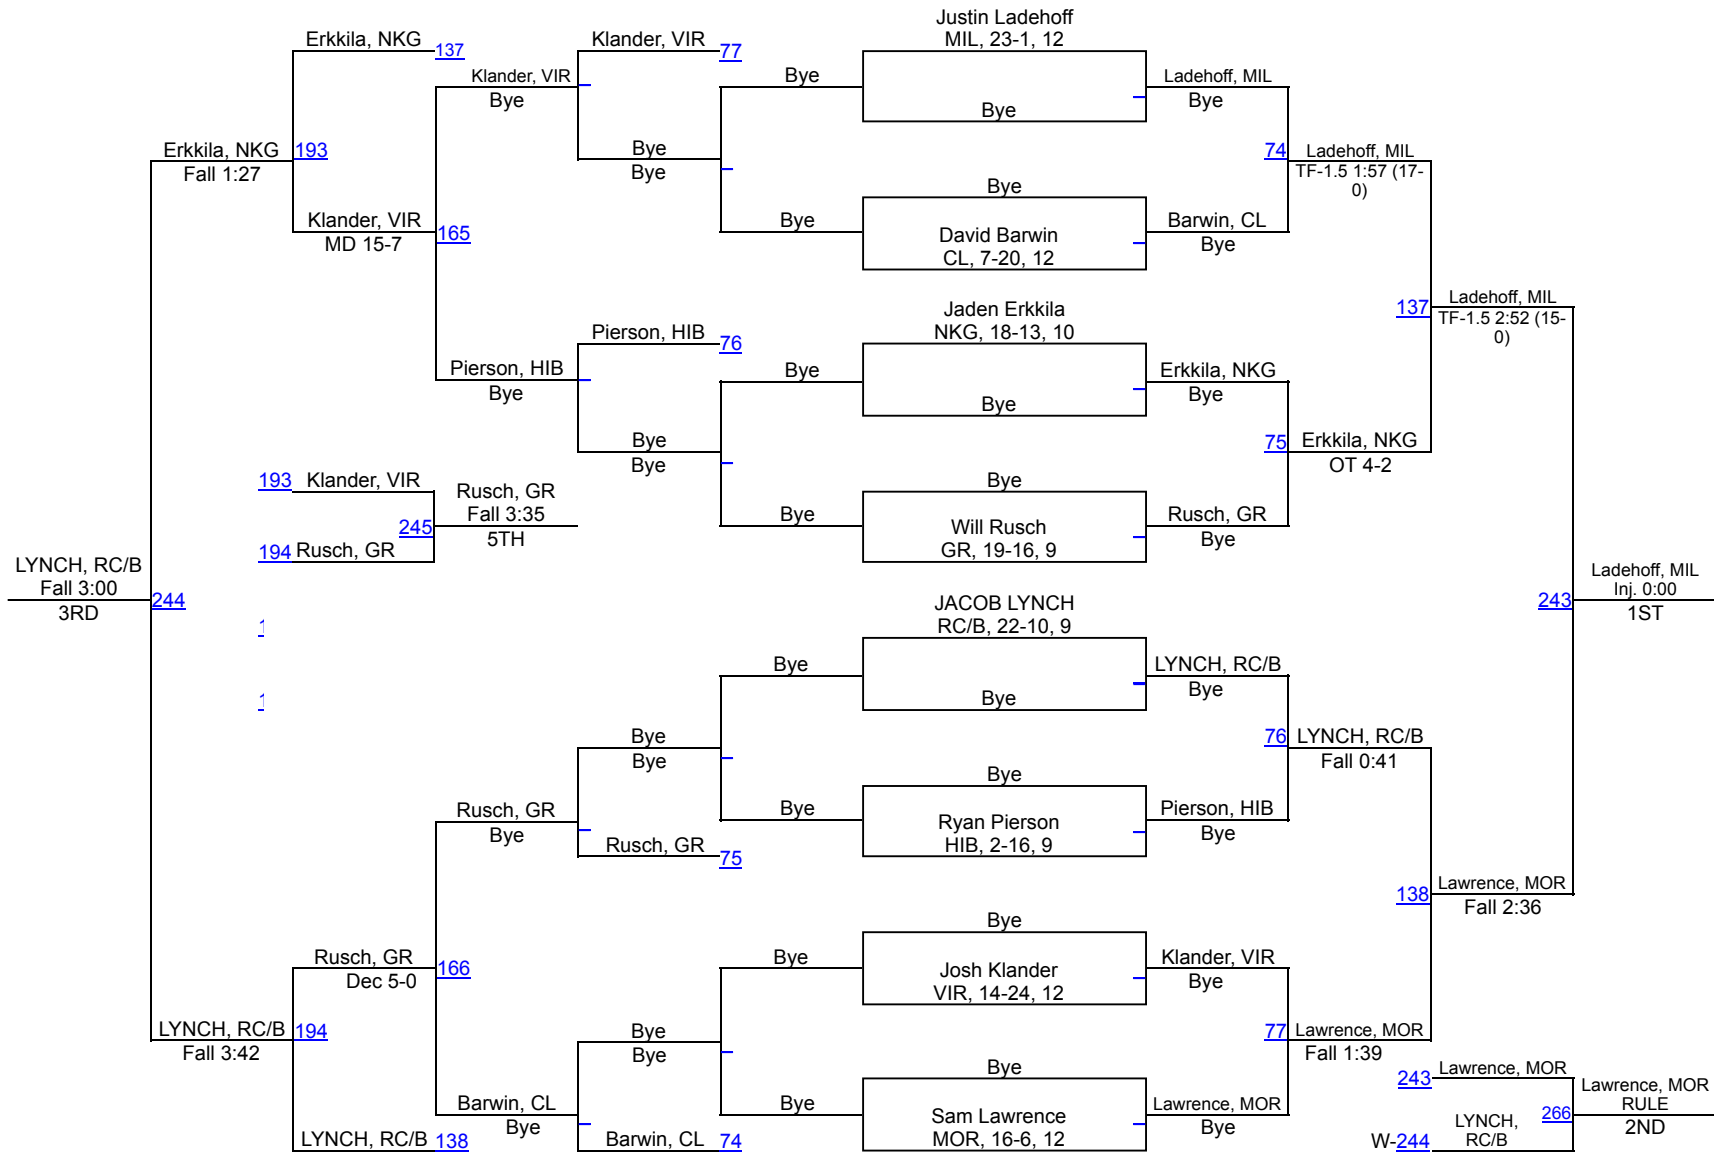 Erkkila, NKG
137
Klander, VIR
77
Justin Ladehoff
MIL, 23-1, 12
Klander, VIR
Bye
Bye
Bye
Ladehoff, MIL
Bye
Erkkila, NKG
Fall 1:27
193
Bye
Bye
74
Ladehoff, MIL
TF-1.5 1:57 (17-
0)
Klander, VIR
MD 15-7
165
Bye
Bye
David Barwin
CL, 7-20, 12
Barwin, CL
Bye
Pierson, HIB
76
Jaden Erkkila
NKG, 18-13, 10
137
Ladehoff, MIL
TF-1.5 2:52 (15-
0)
Pierson, HIB
Bye
Bye
Bye
Erkkila, NKG
Bye
Bye
Bye
75
Erkkila, NKG
OT 4-2
193
Klander, VIR
245
194
Rusch, GR
Rusch, GR
Fall 3:35
5TH
Bye
Bye
Will Rusch
GR, 19-16, 9
Rusch, GR
Bye
LYNCH, RC/B
Fall 3:00
3RD
244
243
Ladehoff, MIL
Inj. 0:00
1ST
JACOB LYNCH
RC/B, 22-10, 9
Bye
Bye
LYNCH, RC/B
Bye
Bye
Bye
76
LYNCH, RC/B
Fall 0:41
Rusch, GR
Bye
Bye
Bye
Ryan Pierson
HIB, 2-16, 9
Pierson, HIB
Bye
Rusch, GR
75
138
Lawrence, MOR
Fall 2:36
Rusch, GR
Dec 5-0
166
Bye
Bye
Josh Klander
VIR, 14-24, 12
Klander, VIR
Bye
LYNCH, RC/B
Fall 3:42
194
Bye
Bye
77
Lawrence, MOR
Fall 1:39
Barwin, CL
Bye
Bye
Bye
Sam Lawrence
MOR, 16-6, 12
Lawrence, MOR
LYNCH, RC/B
138
Barwin, CL
74
243
Lawrence, MOR
266
Lawrence, MOR
RULE
2ND
W-244
LYNCH,
RC/B